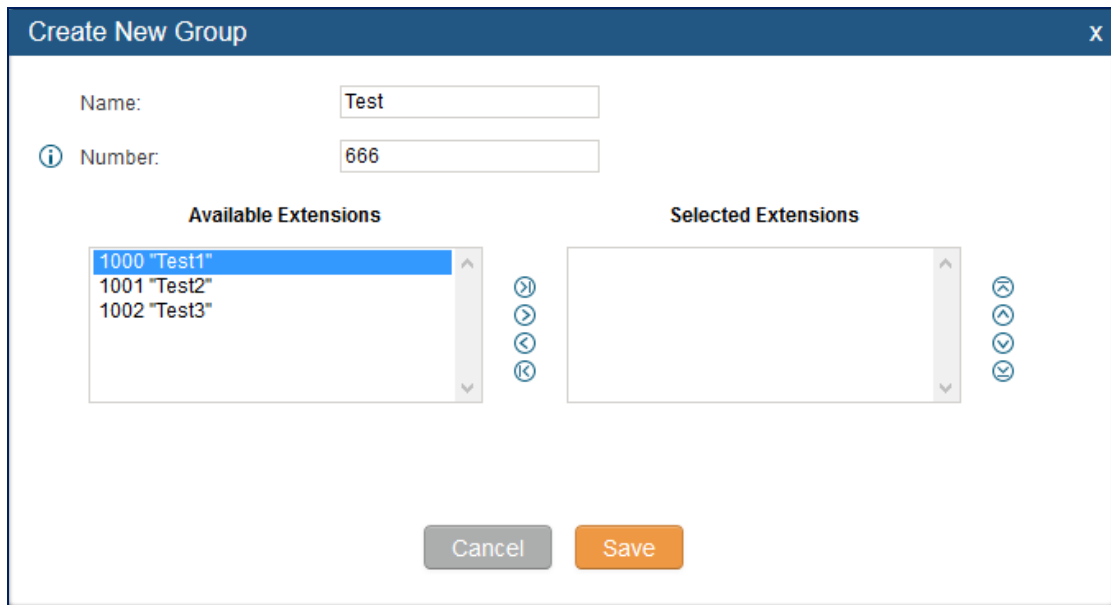 Create New Group X
Name: Test
Number: 666
Available Extensions Selected Extensions
1000 "Test1"
1001 "Test2"
1002 "Test3"
Cancel Save